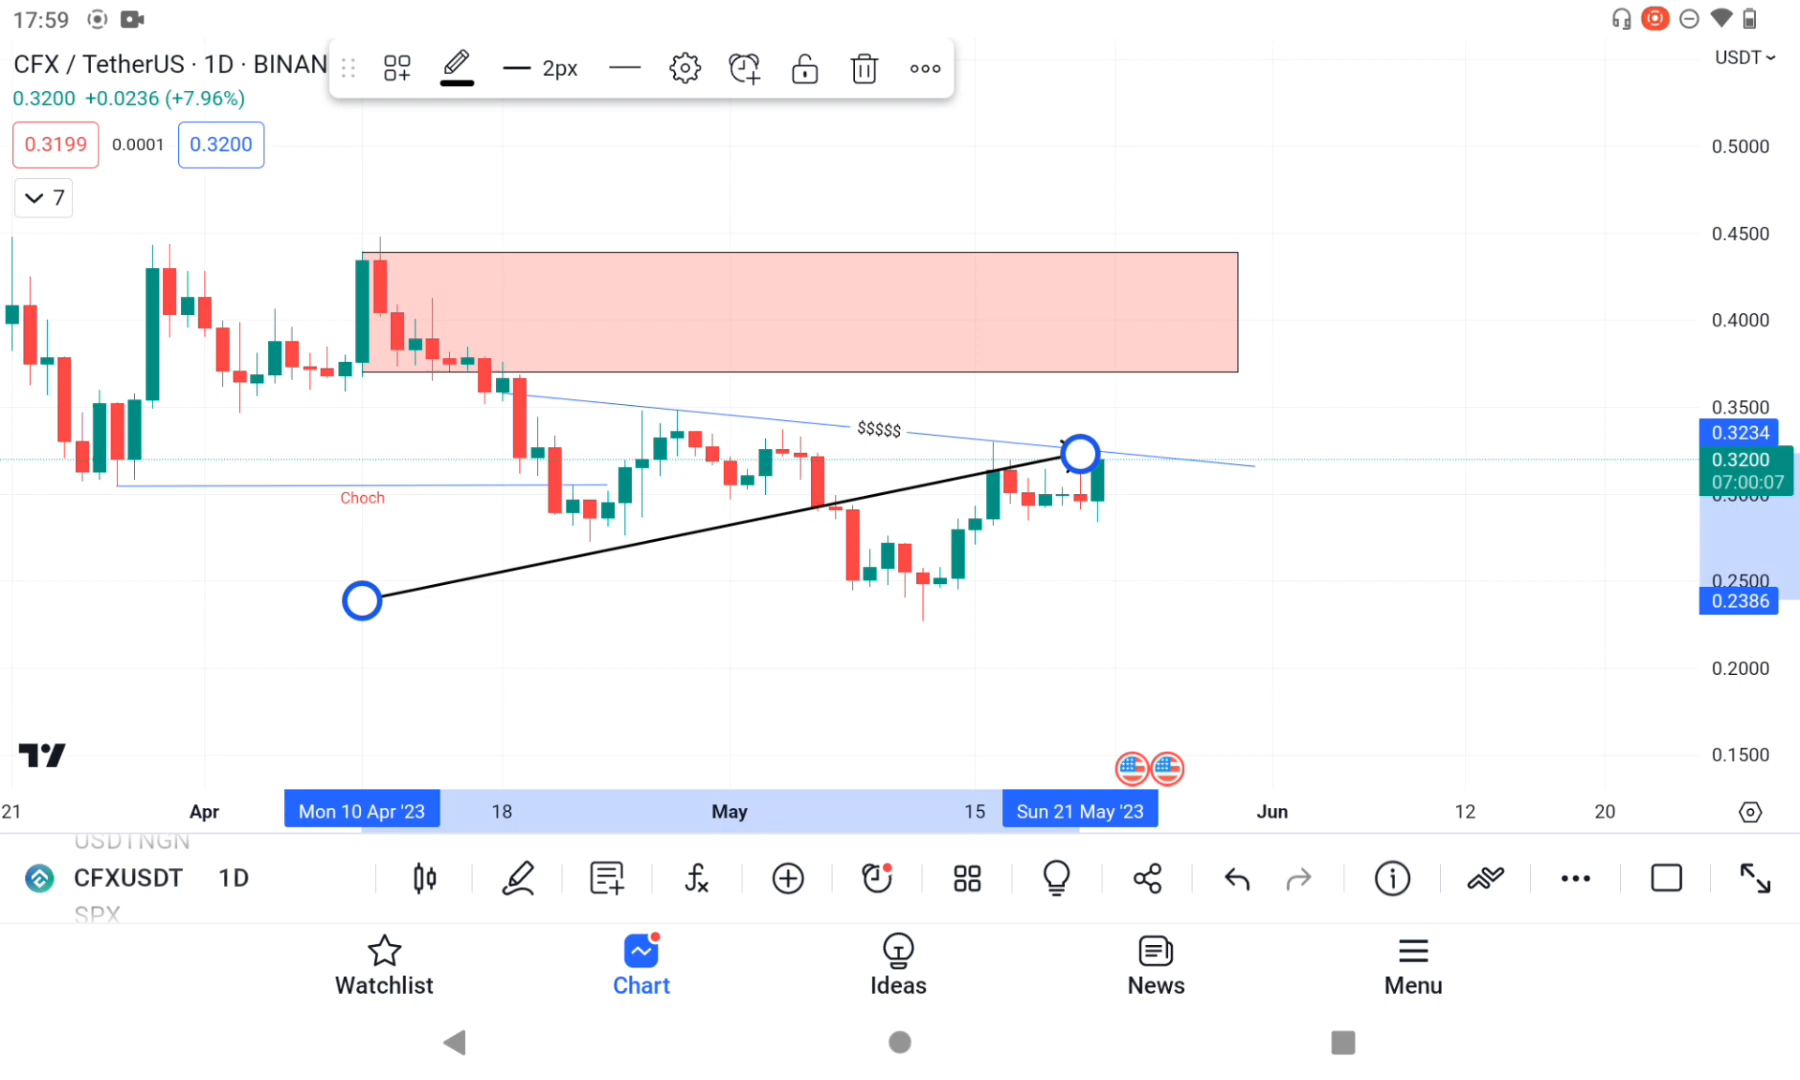 17:59
CFX / TetherUS · 1D · BINAN
2px
USDT
0.3200 +0.0236 (+7.96%)
0.3199 0.0001 0.3200
7
0.5000
0.4500
0.4000
0.3500
$$$$$
0.3234
0.3200
07:00:07
0.3000
Choch
0.2500
0.2386
0.2000
0.1500
21 Apr Mon 10 Apr '23 18 May 15 Sun 21 May '23 Jun 12 20
USDTNGN
CFXUSDT 1D
SPX
Watchlist Chart Ideas News Menu